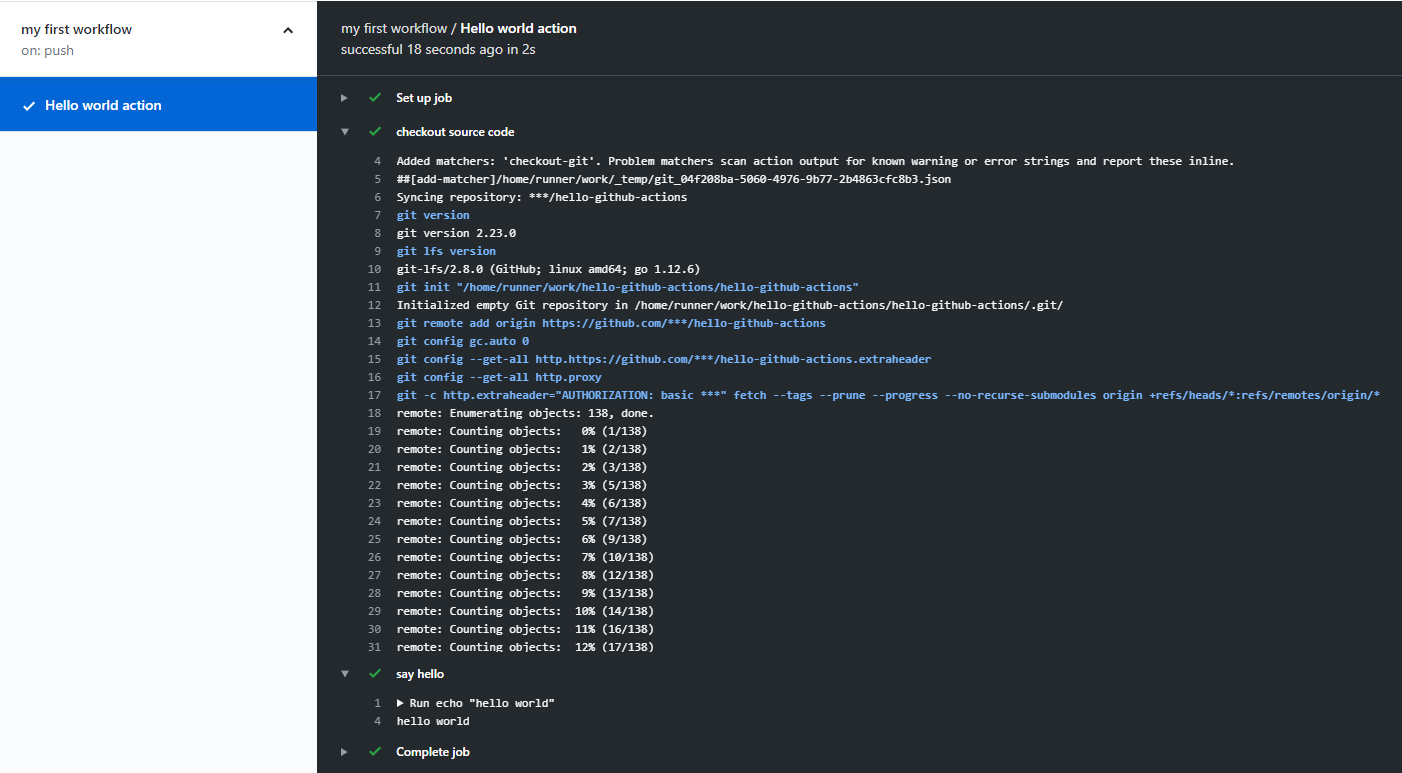 my first workflow
on: push
Hello world action
my first workflow / Hello world action
successful 18 seconds ago in 2s
Set up job
checkout source code
4 Added matchers: 'checkout-git'. Problem matchers scan action output for known warning or error strings and report these inline.
5 ##[add-matcher]/home/runner/work/_temp/git_04f208ba-5060-4976-9b77-2b4863cfc8b3.json
6 Syncing repository: ***/hello-github-actions
7 git version
8 git version 2.23.0
9 git lfs version
10 git-lfs/2.8.0 (GitHub; linux amd64; go 1.12.6)
11 git init "/home/runner/work/hello-github-actions/hello-github-actions"
12 Initialized empty Git repository in /home/runner/work/hello-github-actions/hello-github-actions/.git/
13 git remote add origin https://github.com/***/hello-github-actions
14 git config gc.auto 0
15 git config --get-all http.https://github.com/***/hello-github-actions.extraheader
16 git config --get-all http.proxy
17 git -c http.extraheader="AUTHORIZATION: basic ***" fetch --tags --prune --progress --no-recurse-submodules origin +refs/heads/*:refs/remotes/origin/*
18 remote: Enumerating objects: 138, done.
19 remote: Counting objects:   0% (1/138)
20 remote: Counting objects:   1% (2/138)
21 remote: Counting objects:   2% (3/138)
22 remote: Counting objects:   3% (5/138)
23 remote: Counting objects:   4% (6/138)
24 remote: Counting objects:   5% (7/138)
25 remote: Counting objects:   6% (9/138)
26 remote: Counting objects:   7% (10/138)
27 remote: Counting objects:   8% (12/138)
28 remote: Counting objects:   9% (13/138)
29 remote: Counting objects:  10% (14/138)
30 remote: Counting objects:  11% (16/138)
31 remote: Counting objects:  12% (17/138)
say hello
1 ▶ Run echo "hello world"
4 hello world
Complete job